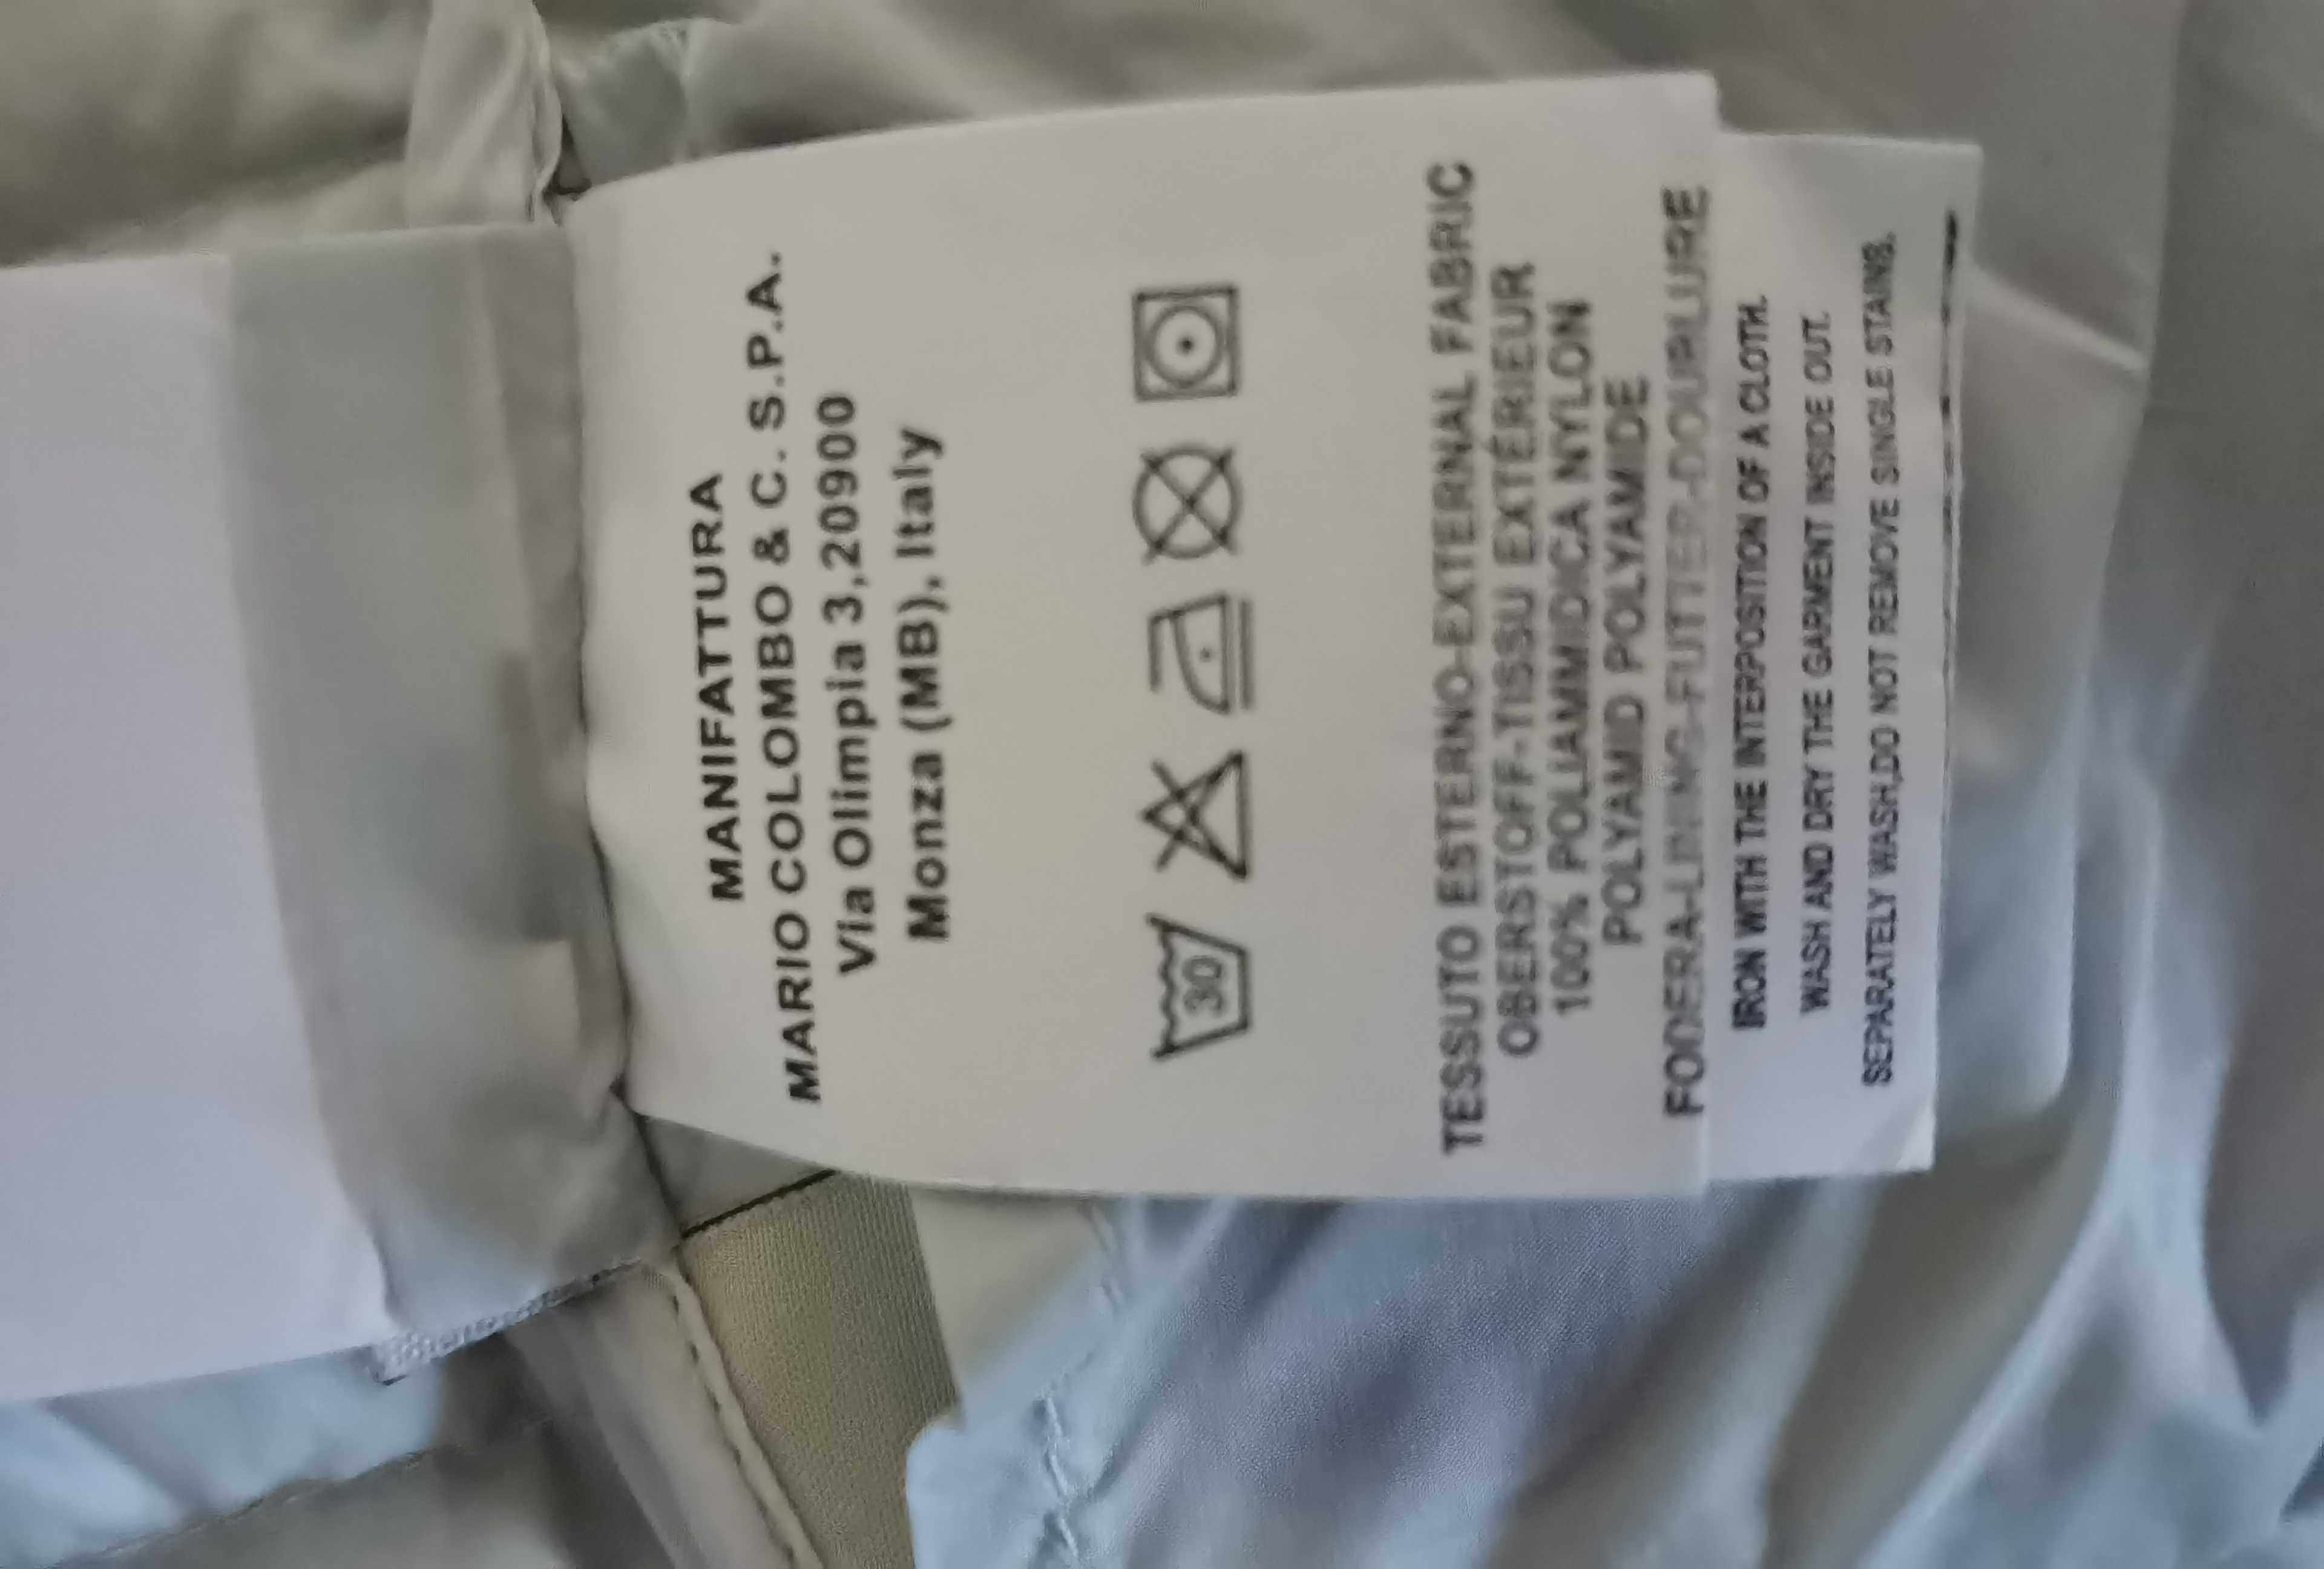 MANIFATTURA
MARIO COLOMBO & C. S.P.A.
Via Olimpia 3,209900
Monza (MB), Italy
30
TESSUTO ESTERNO-EXTERNAL FABRIC
OBERSTOFF-TISSU EXTÉRIEUR
100% POLIAMMIDICA NYLON
POLYAMID POLYAMIDE
FODERA-LINING-FUTTER-DOUBLURE
IRON WITH THE INTERPOSITION OF A CLOTH.
WASH AND DRY THE GARMENT INSIDE OUT.
SEPARATELY WASH,DO NOT REMOVE SINGLE STAINS.